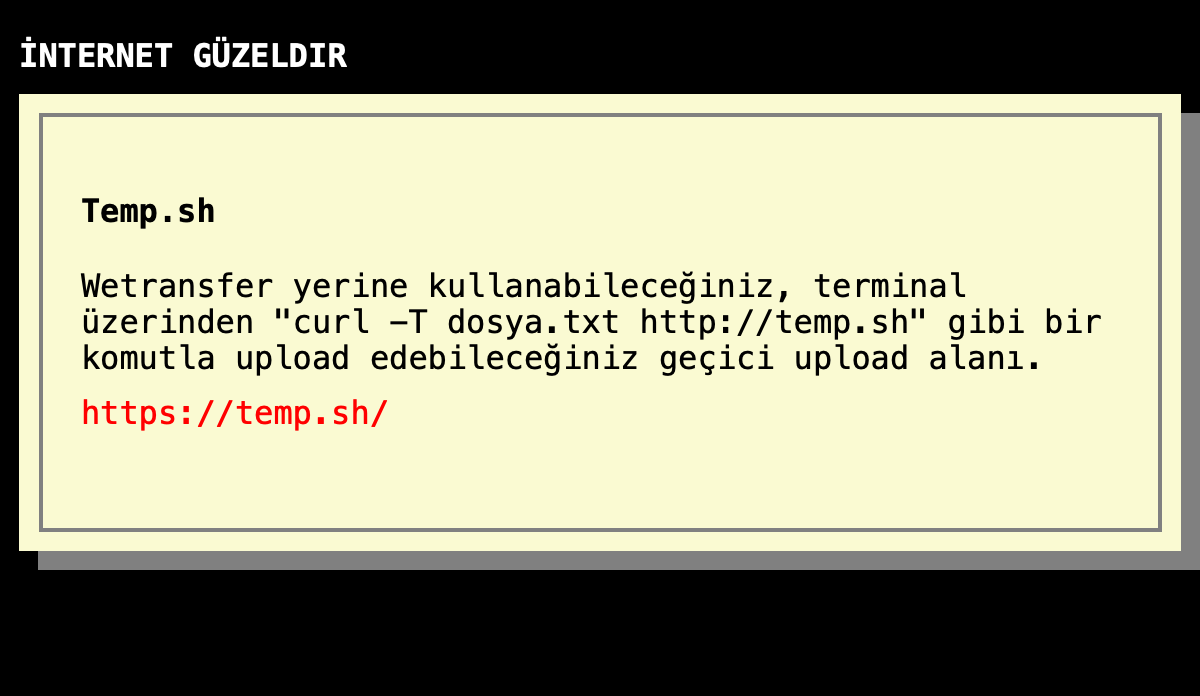 İNTERNET GÜZELDIR
Temp.sh
Wetransfer yerine kullanabileceğiniz, terminal
üzerinden "curl -T dosya.txt http://temp.sh" gibi bir
komutla upload edebileceğiniz geçici upload alanı.
https://temp.sh/